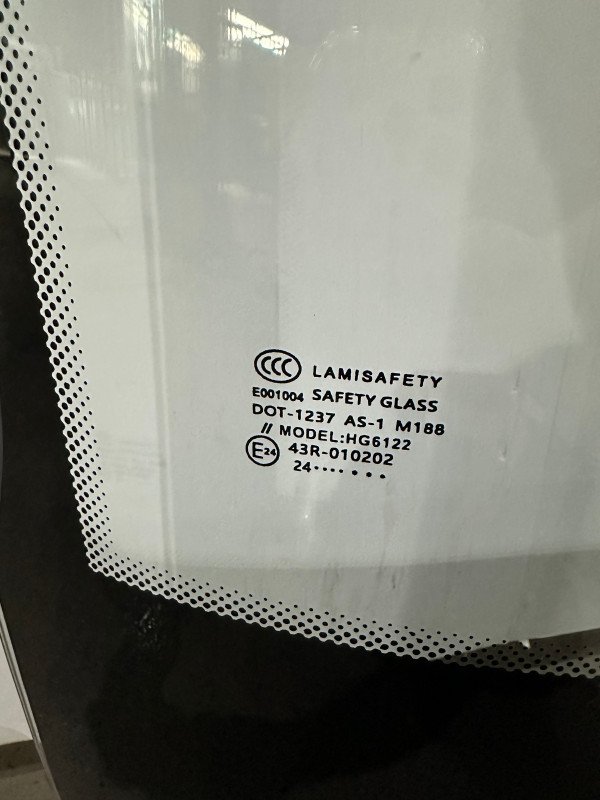 CCC LAMISAFETY
E001004 SAFETY GLASS
DOT-1237 AS-1 M188
// MODEL:HG6122
E24 43R-010202
24•••• • • •